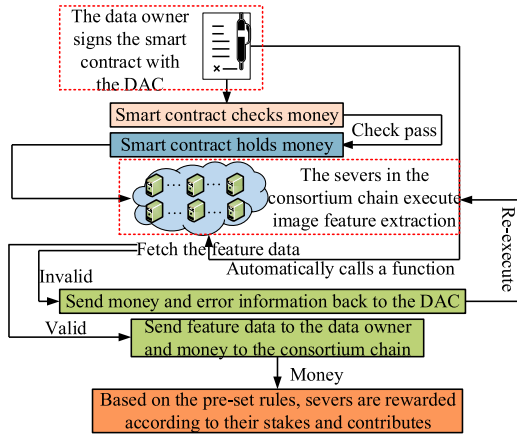 The data owner
signs the smart
contract with
the DAC
Smart contract checks money
Check pass
Smart contract holds money
The severs in the
consortium chain execute
image feature extraction
Re-execute
Fetch the feature data
Automatically calls a function
Invalid
Send money and error information back to the DAC
Valid
Send feature data to the data owner
and money to the consortium chain
Money
Based on the pre-set rules, severs are rewarded
according to their stakes and contributes